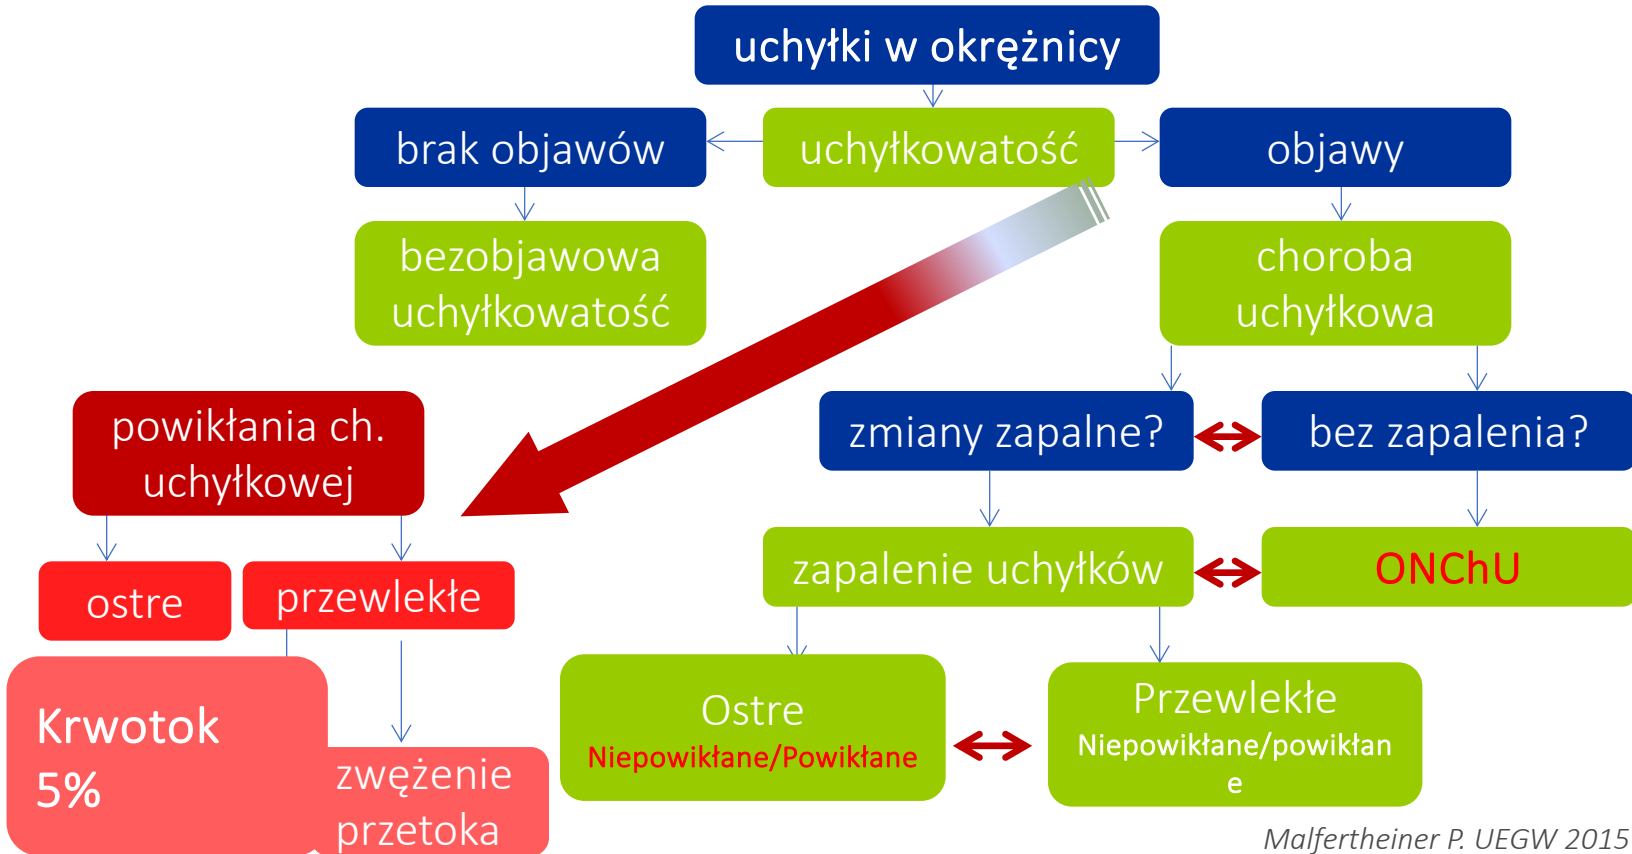 uchyłki w okrężnicy
brak objawów
uchyłkowatość
objawy
bezobjawowa
uchyłkowatość
choroba
uchyłkowa
powikłania ch.
uchyłkowej
zmiany zapalne?
bez zapalenia?
ostre
przewlekłe
zapalenie uchyłków
ONChU
Krwotok
5%
zwężenie
przetoka
Ostre
Niepowikłane/Powikłane
Przewlekłe
Niepowikłane/powikłan
e
Malfertheiner P. UEGW 2015